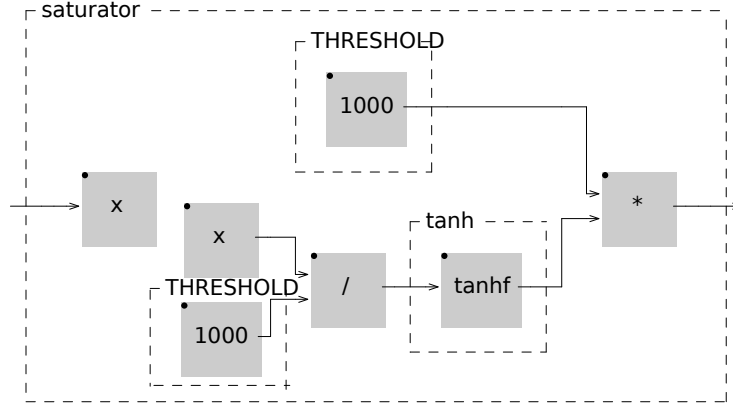 saturator
THRESHOLD
1000
x
x
*
tanh
THRESHOLD
/
tanhf
1000